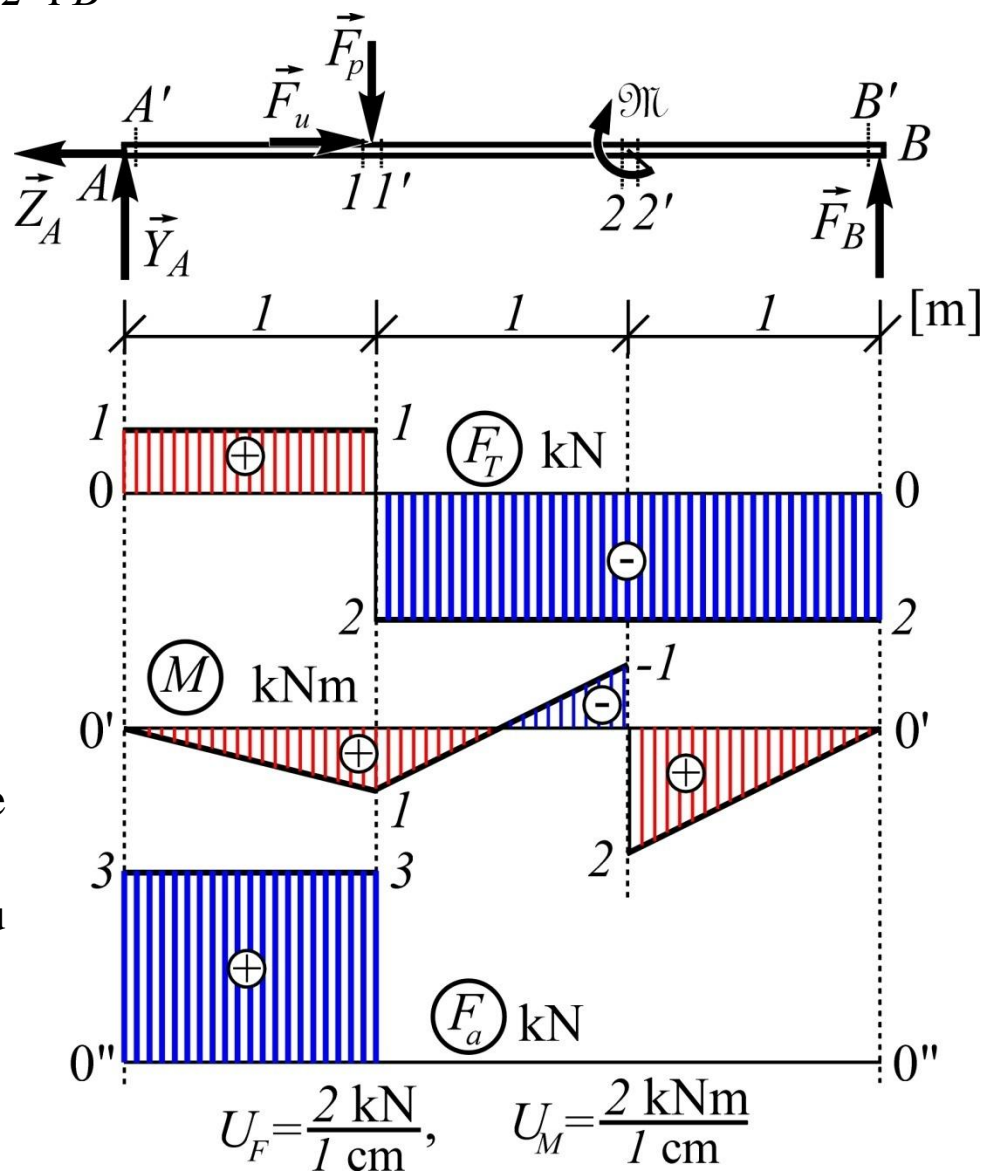 2 B
F_p
A' F_u 𝔐 B'
A 1 1' 2 2' B
Z_A Y_A F_B
1 1 1 [m]
1 1 F_T kN
+
0 0
-
2 2
M kNm -1
-
0' 0'
+ +
1
e
2
3 3
u
+
F_a kN
0" 0"
U_F = 2 kN / 1 cm, U_M = 2 kNm / 1 cm